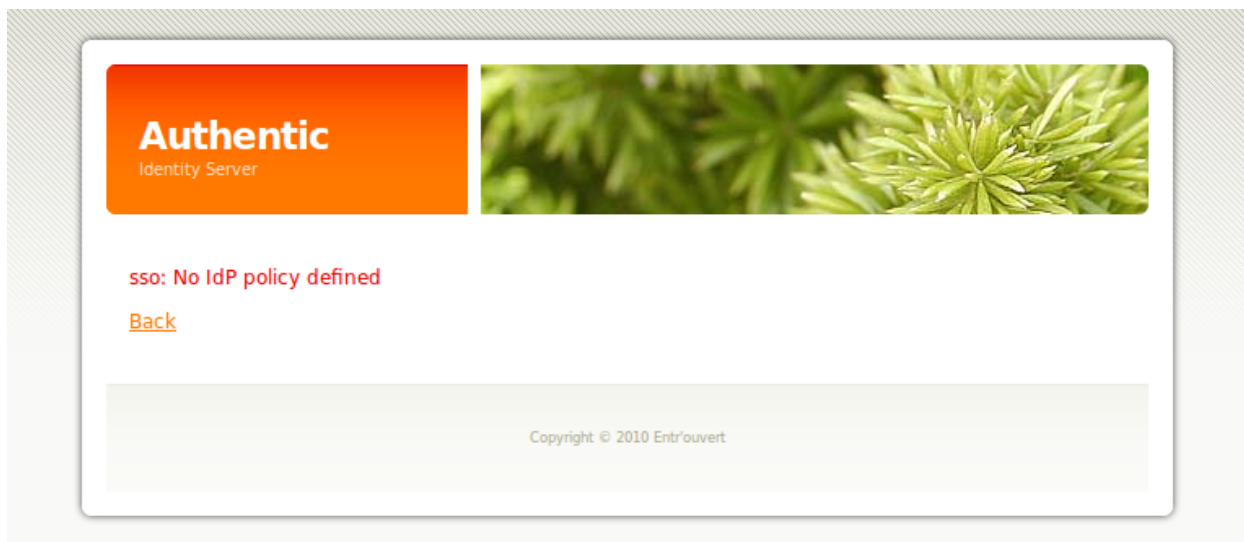 Authentic
Identity Server
sso: No IdP policy defined
Back
Copyright © 2010 Entr'ouvert